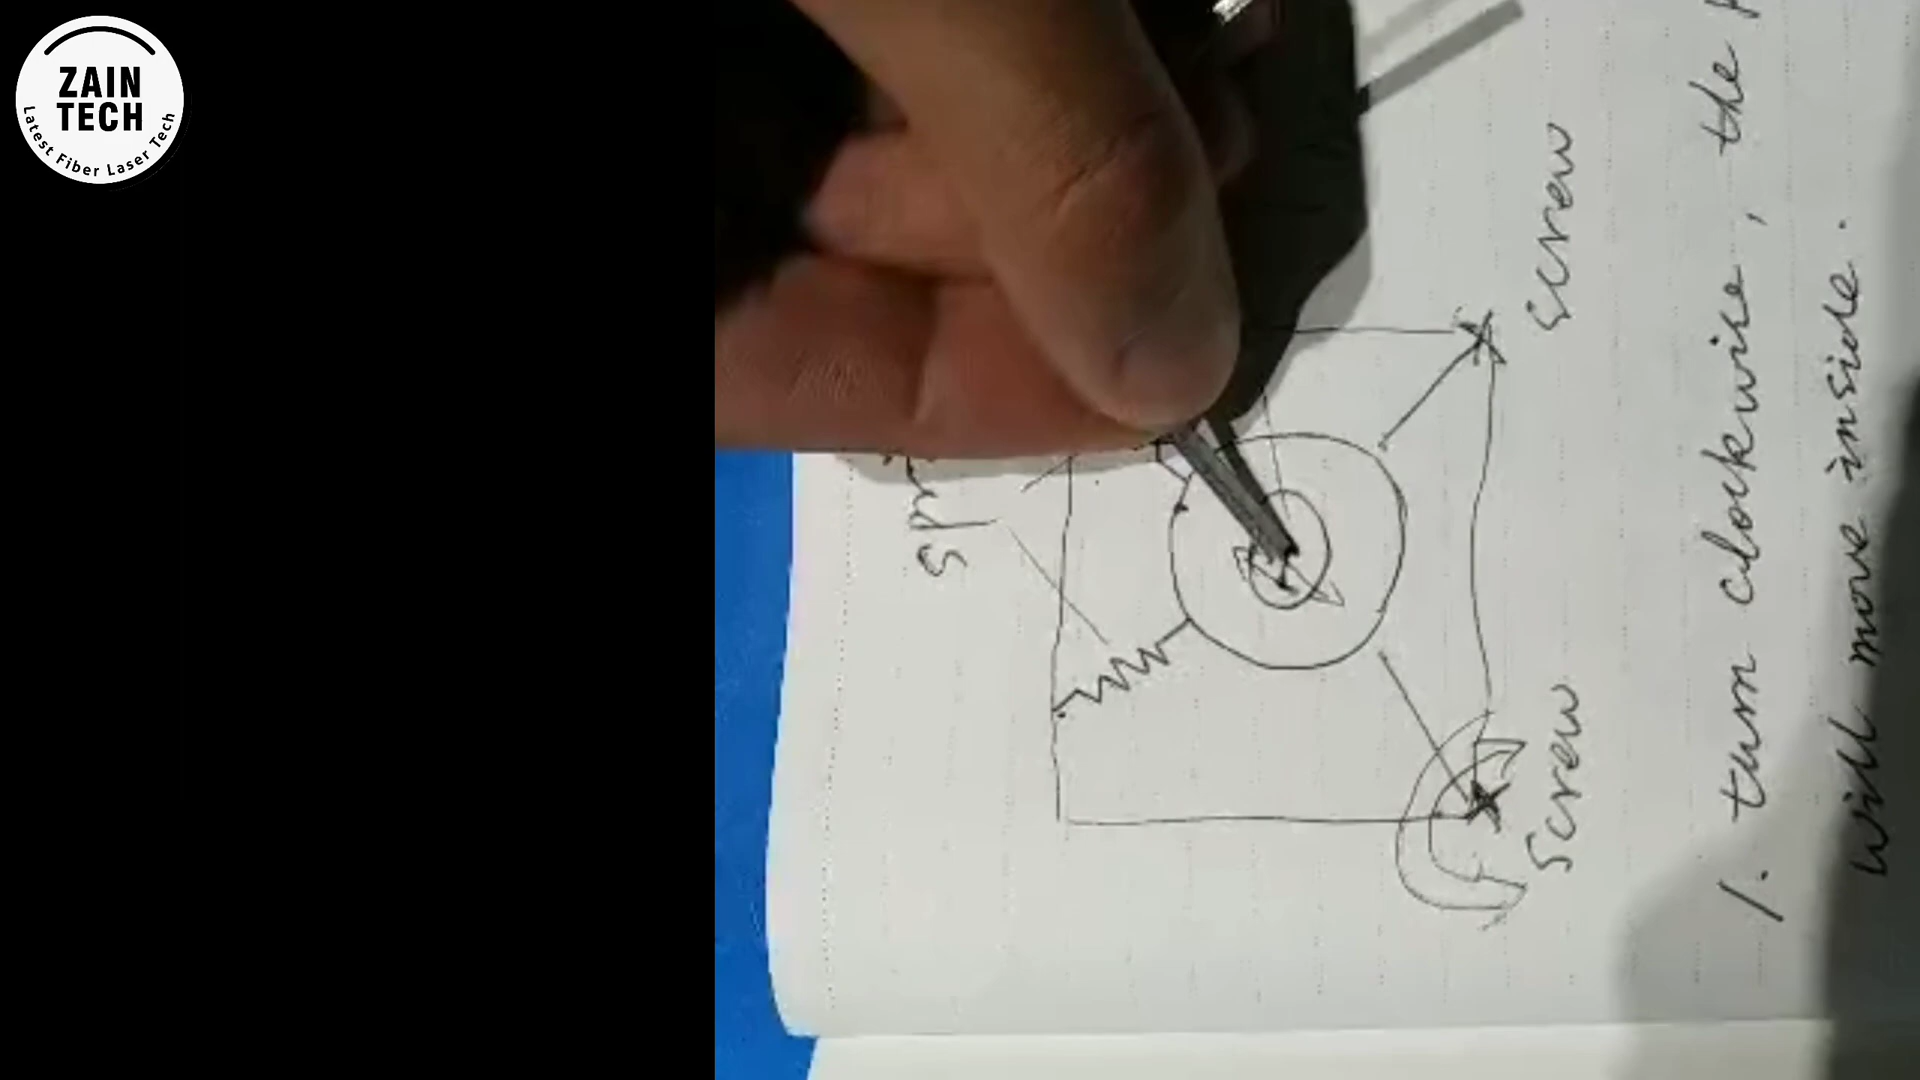 ZAIN
TECH
Latest Fiber Laser Tech
screw
screw
1. turn clockwise, the
will move inside.